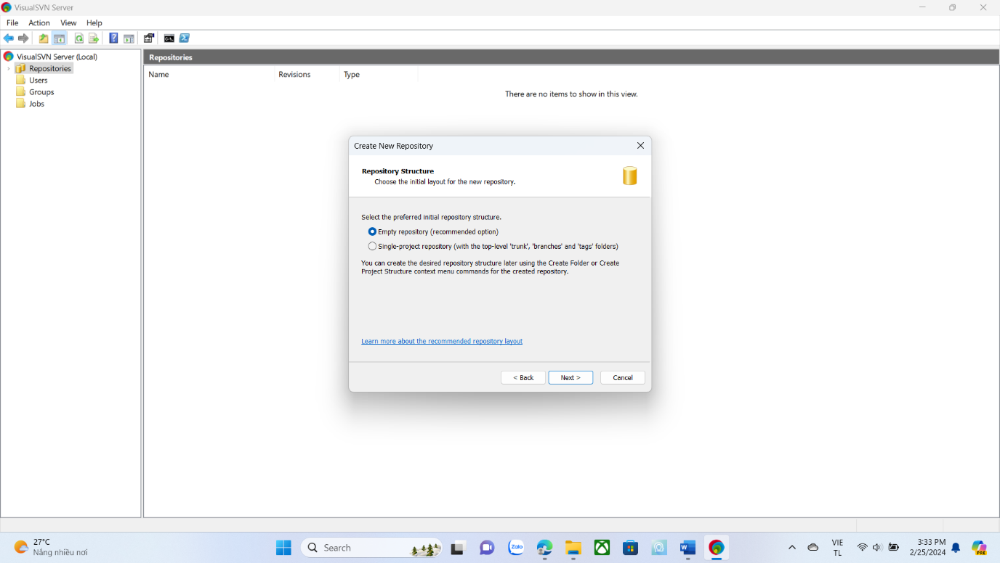 VisualSVN Server
File Action View Help
VisualSVN Server (Local)
Repositories
Users
Groups
Jobs
Repositories
Name Revisions Type
There are no items to show in this view.
Create New Repository
Repository Structure
Choose the initial layout for the new repository.
Select the preferred initial repository structure.
Empty repository (recommended option)
Single-project repository (with the top-level 'trunk', 'branches' and 'tags' folders)
You can create the desired repository structure later using the Create Folder or Create
Project Structure context menu commands for the created repository.
Learn more about the recommended repository layout
< Back Next > Cancel
27°C
Nắng nhiều nơi
Search
Zalo
VIE
TL
3:33 PM
2/25/2024
PRE